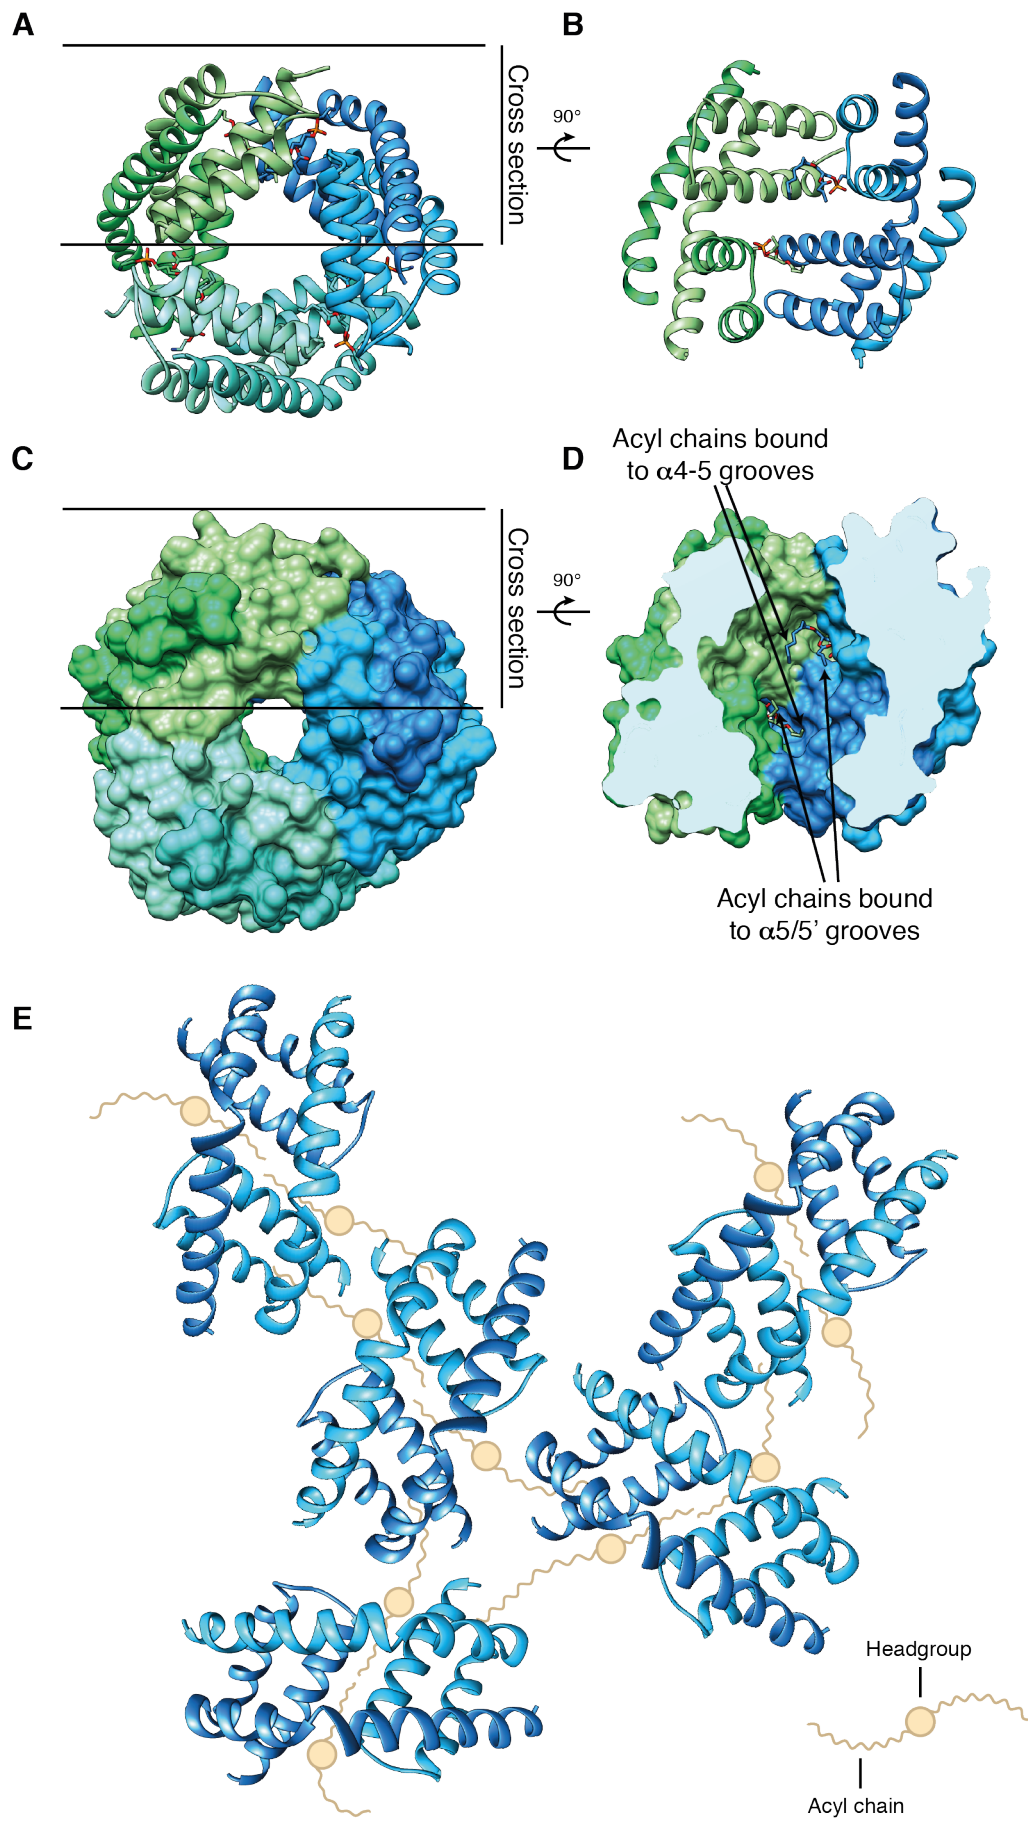 A
B
Cross section
90°
C
D
Acyl chains bound
to α4-5 grooves
Cross section
90°
Acyl chains bound
to α5/5’ grooves
E
Headgroup
Acyl chain